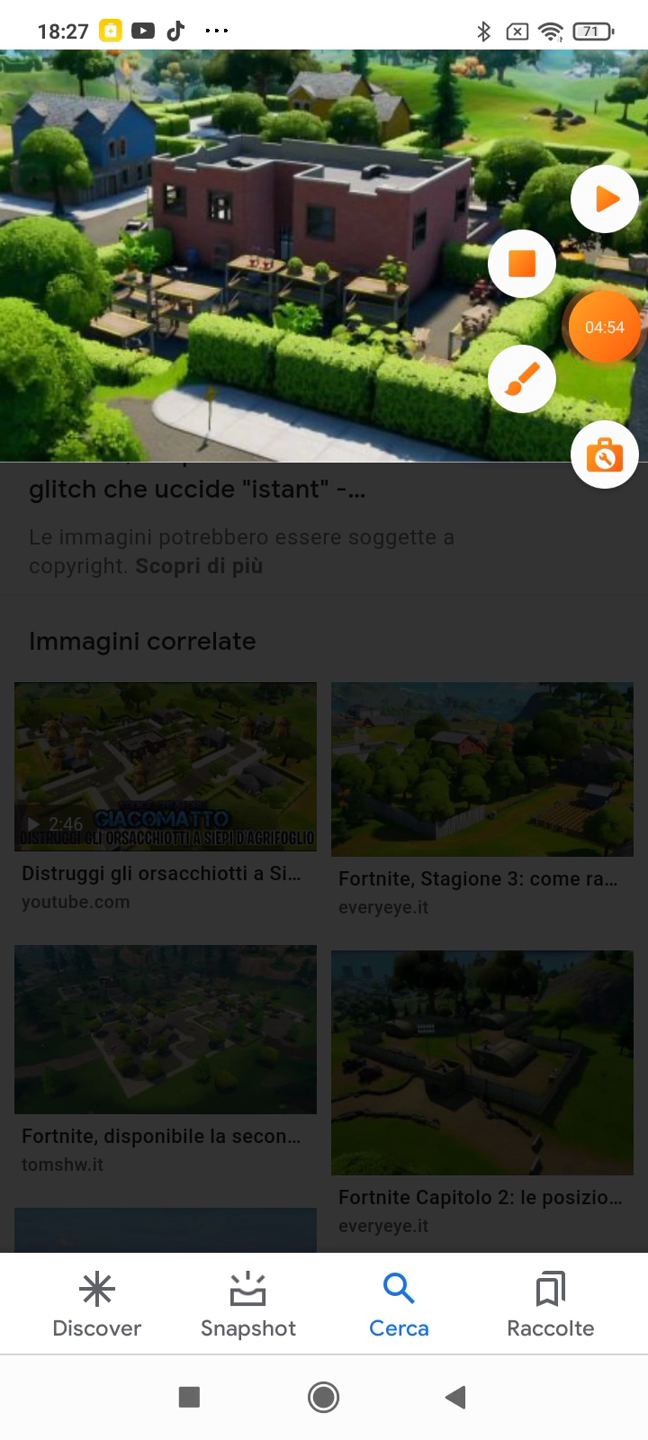 18:27
71
04:54
glitch che uccide "istant" -...
Le immagini potrebbero essere soggette a
copyright. Scopri di più
Immagini correlate
2:46
GIACOMATTO
DISTRUGGI GLI ORSACCHIOTTI A SIEPI D'AGRIFOGLIO
Distruggi gli orsacchiotti a Si...
youtube.com
Fortnite, Stagione 3: come ra...
everyeye.it
Fortnite, disponibile la secon...
tomshw.it
Fortnite Capitolo 2: le posizio...
everyeye.it
Discover
Snapshot
Cerca
Raccolte